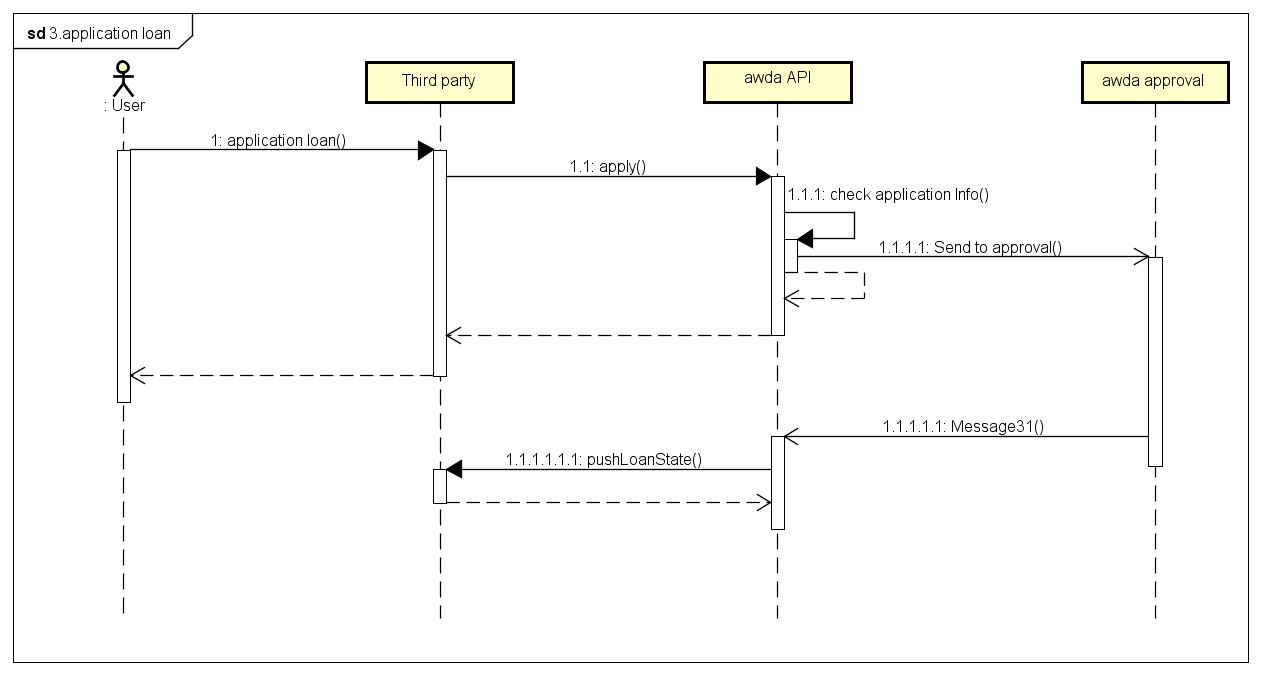 sd 3.application loan
: User
Third party
awda API
awda approval
1: application loan()
1.1: apply()
1.1.1: check application Info()
1.1.1.1: Send to approval()
1.1.1.1.1: Message31()
1.1.1.1.1.1: pushLoanState()